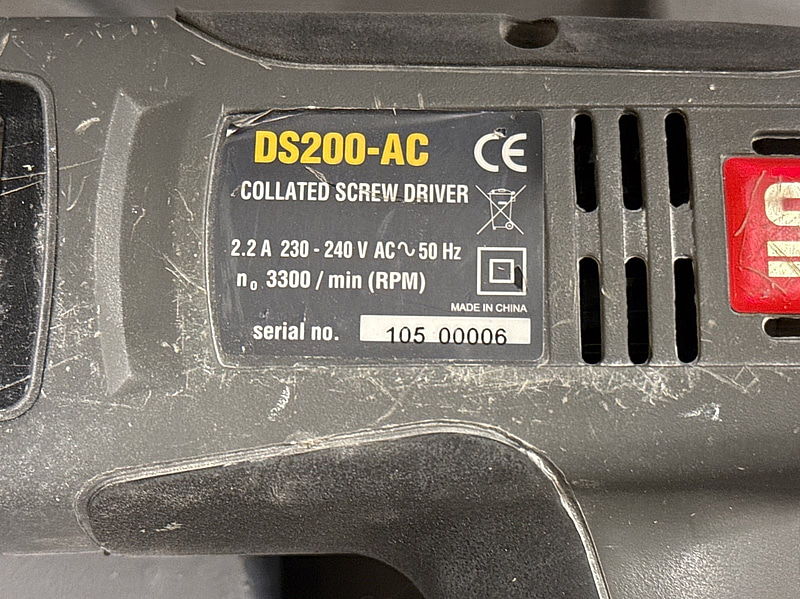 DS200-AC
CE
COLLATED SCREW DRIVER
2.2 A 230 - 240 V AC ∿ 50 Hz
n₀ 3300 / min (RPM)
MADE IN CHINA
serial no. 105 00006